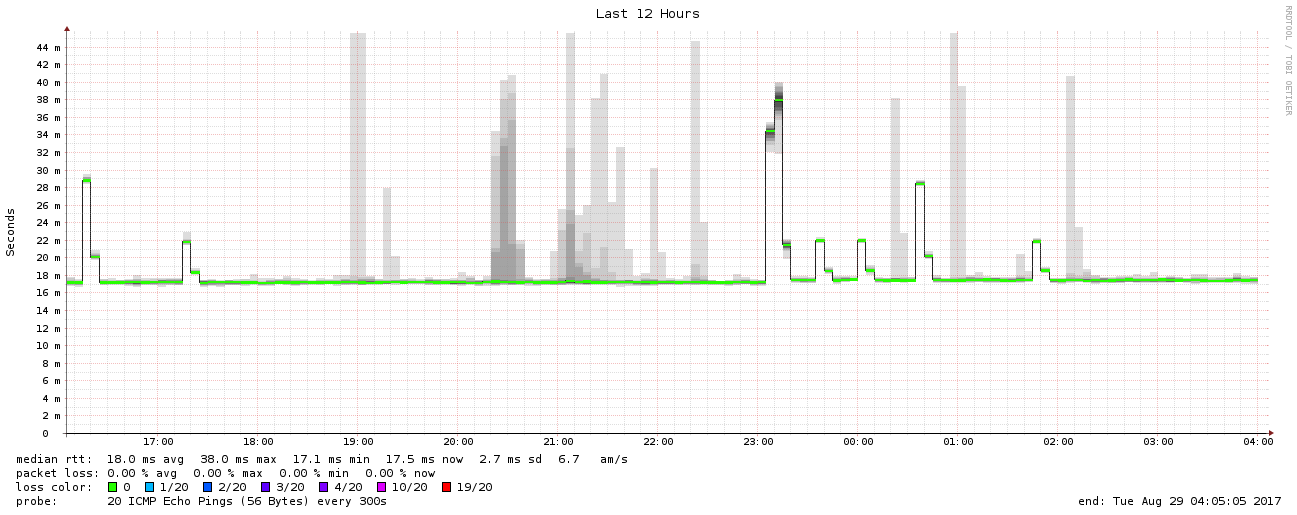 Last 12 Hours
RRDTOOL / TOBI OETIKER
Seconds
44 m
42 m
40 m
38 m
36 m
34 m
32 m
30 m
28 m
26 m
24 m
22 m
20 m
18 m
16 m
14 m
12 m
10 m
8 m
6 m
4 m
2 m
0
17:00 18:00 19:00 20:00 21:00 22:00 23:00 00:00 01:00 02:00 03:00 04:00
median rtt: 18.0 ms avg 38.0 ms max 17.1 ms min 17.5 ms now 2.7 ms sd 6.7 am/s
packet loss: 0.00 % avg 0.00 % max 0.00 % min 0.00 % now
loss color: 0 1/20 2/20 3/20 4/20 10/20 19/20
probe: 20 ICMP Echo Pings (56 Bytes) every 300s end: Tue Aug 29 04:05:05 2017